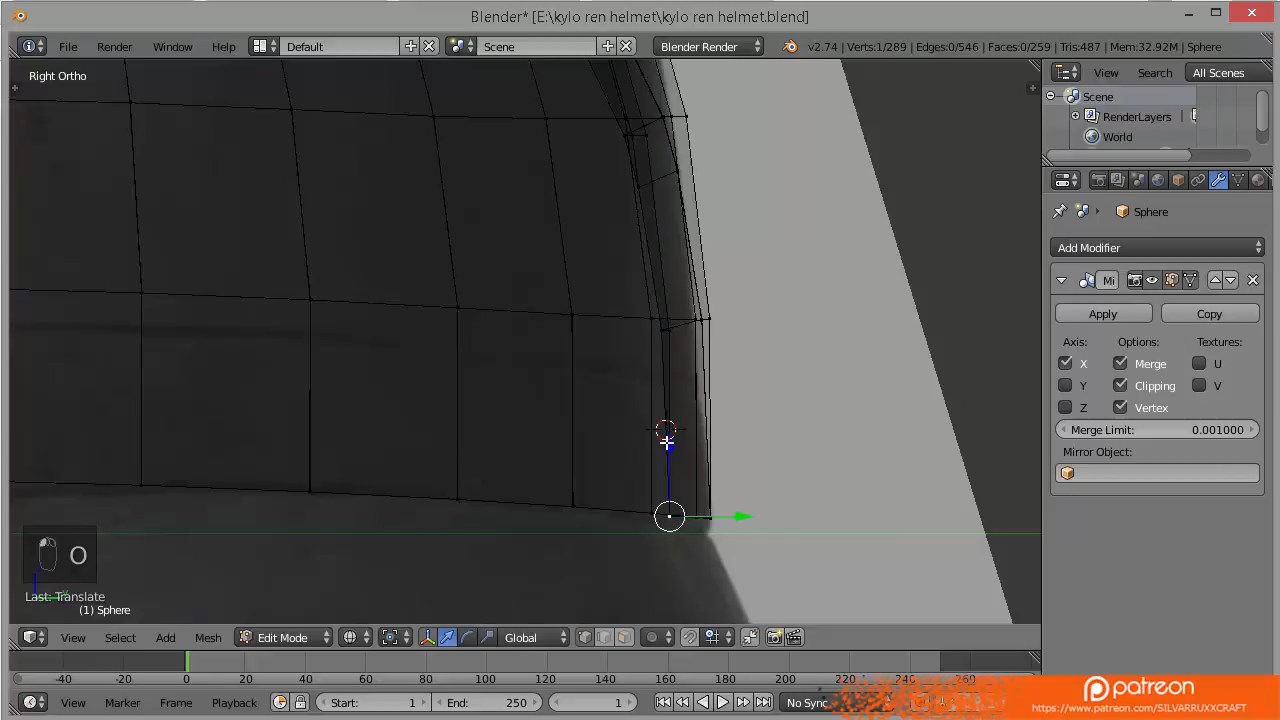 Blender* [E:\kylo ren helmet\kylo ren helmet.blend]
File Render Window Help Default Scene Blender Render v2.74 | Verts:1/289 | Edges:0/546 | Faces:0/259 | Tris:487 | Mem:32.92M | Sphere
Right Ortho
View Search All Scenes
Scene
RenderLayers
World
Sphere
Add Modifier
Mi
Apply Copy
Axis: Options: Textures:
X Merge U
Y Clipping V
Z Vertex
Merge Limit: 0.001000
Mirror Object:
O
Last: Translate
(1) Sphere
View Select Add Mesh Edit Mode Global
-40 -20 0 20 40 60 80 100 120 140 160 180 200 220 240 260
View Marker Frame Playback Start: 1 End: 250 1 No Sync
patreon
https://www.patreon.com/SILVARRUXXCRAFT